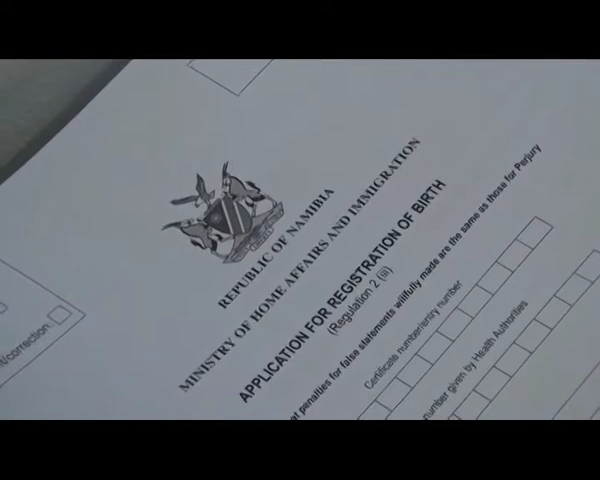 REPUBLIC OF NAMIBIA
MINISTRY OF HOME AFFAIRS AND IMMIGRATION
APPLICATION FOR REGISTRATION OF BIRTH
(Regulation 2 (a))
at penalties for false statements willfully made are the same as those for Perjury
Certificate number/entry number
number given by Health Authorities
t/correction: